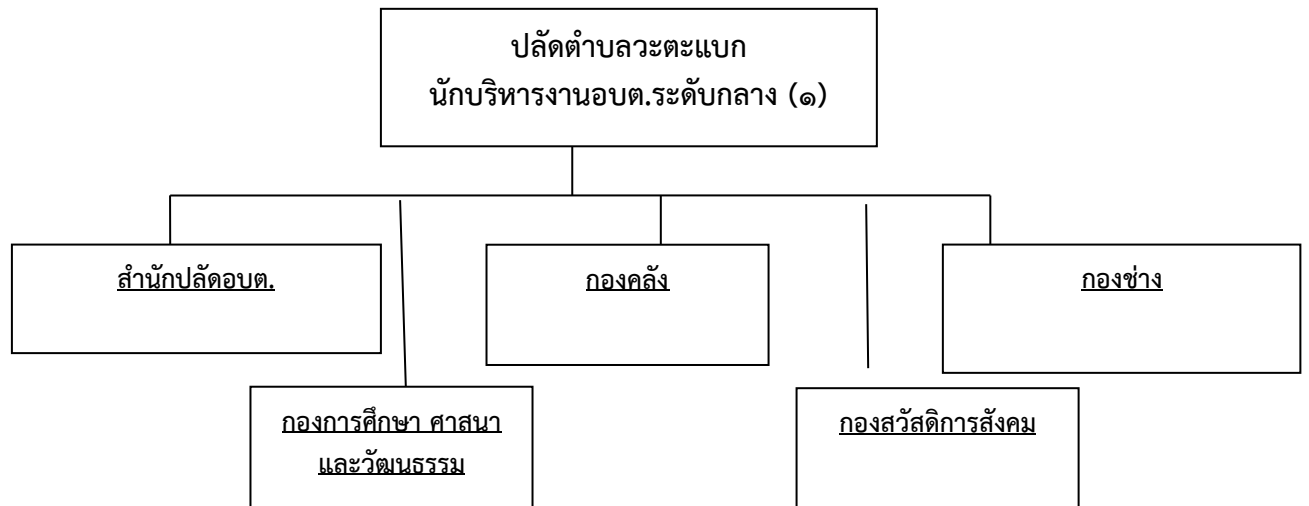 ปลัดตำบลวะตะแบก
นักบริหารงานอบต.ระดับกลาง (๑)
สำนักปลัดอบต.
กองคลัง
กองช่าง
กองการศึกษา ศาสนา
และวัฒนธรรม
กองสวัสดิการสังคม